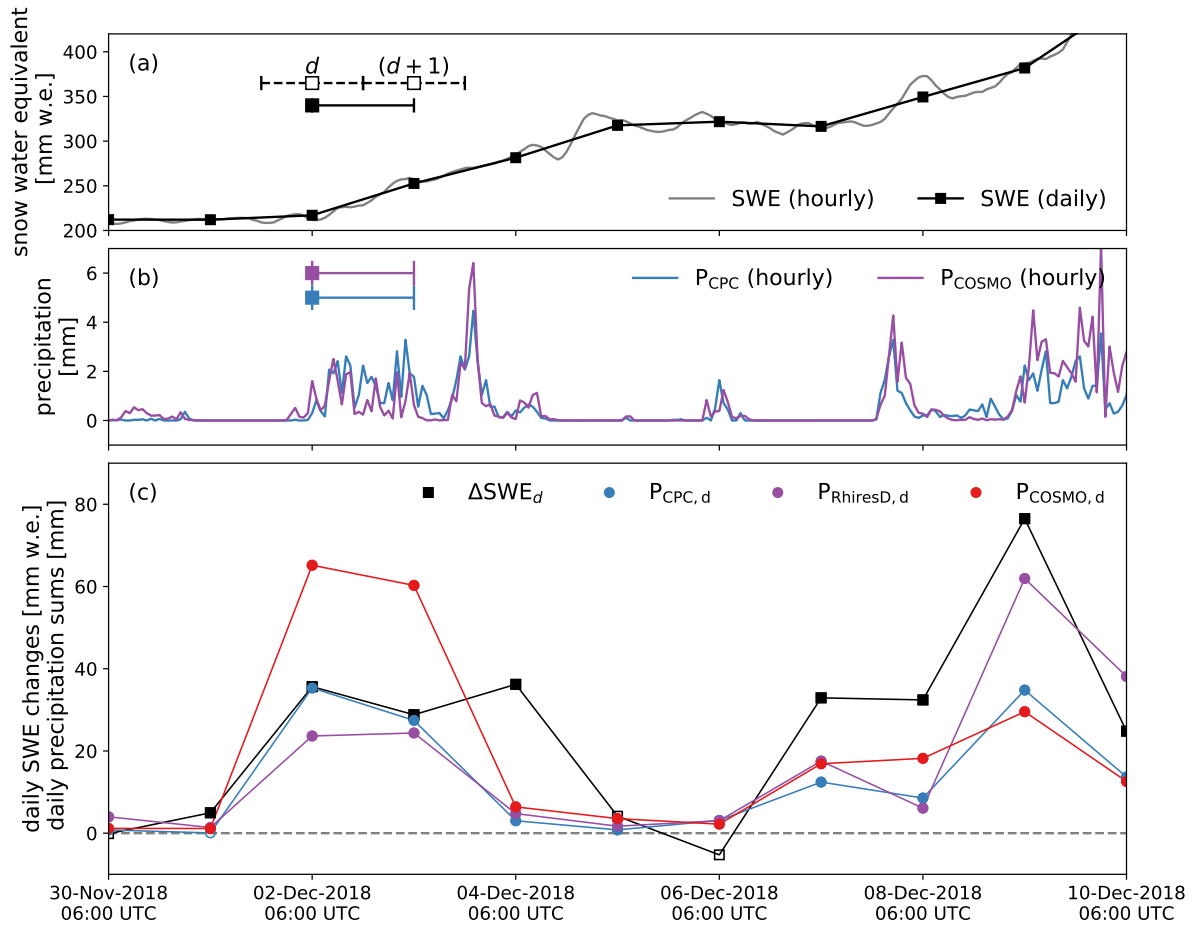 snow water equivalent
[mm w.e.]
400
350
300
250
200
(a)
d
(d + 1)
SWE (hourly)
SWE (daily)
precipitation
[mm]
6
4
2
0
(b)
P_CPC (hourly)
P_COSMO (hourly)
daily SWE changes [mm w.e.]
daily precipitation sums [mm]
80
60
40
20
0
(c)
ΔSWE_d
P_CPC, d
P_RhiresD, d
P_COSMO, d
30-Nov-2018
06:00 UTC
02-Dec-2018
06:00 UTC
04-Dec-2018
06:00 UTC
06-Dec-2018
06:00 UTC
08-Dec-2018
06:00 UTC
10-Dec-2018
06:00 UTC